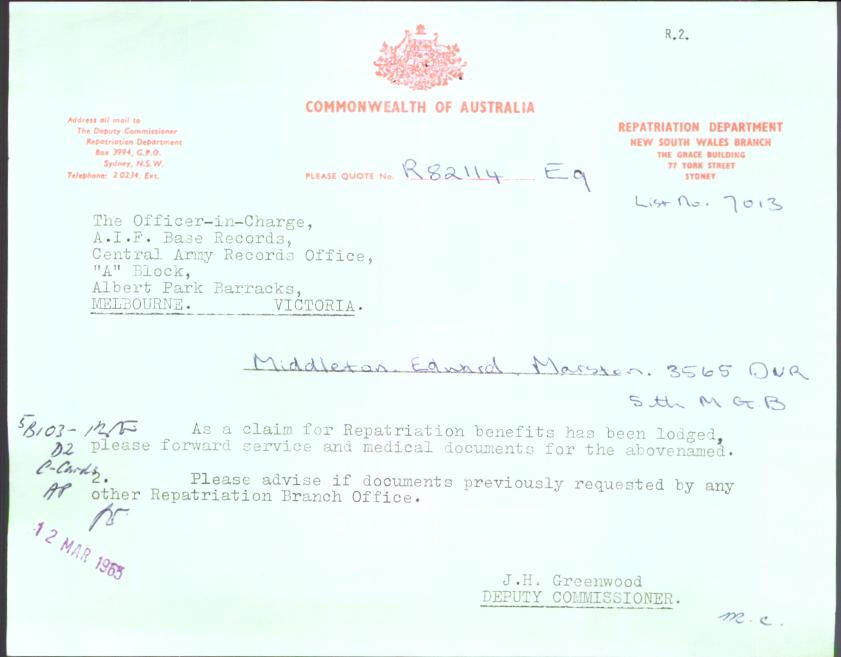 R.2.
COMMONWEALTH OF AUSTRALIA
Address all mail to
The Deputy Commissioner
Repatriation Department
Box 3994, G.P.O.
Sydney, N.S.W.
Telephone: 2 0234, Ext.
REPATRIATION DEPARTMENT
NEW SOUTH WALES BRANCH
THE GRACE BUILDING
77 YORK STREET
SYDNEY
PLEASE QUOTE No. R82114 Eq
List No. 7013
The Officer-in-Charge,
A.I.F. Base Records,
Central Army Records Office,
"A" Block,
Albert Park Barracks,
MELBOURNE. VICTORIA.
Middleton. Edward. Marsten. 3565 DVR
5th M G B
As a claim for Repatriation benefits has been lodged,
please forward service and medical documents for the abovenamed.
2. Please advise if documents previously requested by any
other Repatriation Branch Office.
B103-
D2
C-Cards
AP
12 MAR 1963
J.H. Greenwood
DEPUTY COMMISSIONER.
m. c.